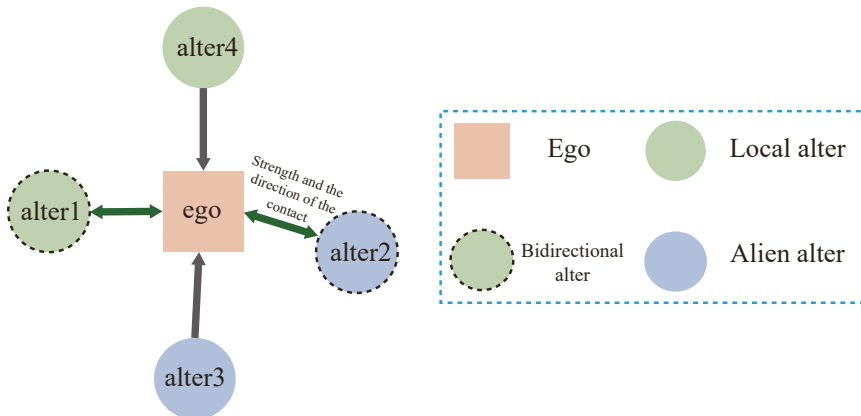 alter4
Strength and the
direction of the
contact
alter1
ego
alter2
alter3
Ego
Local alter
Bidirectional
alter
Alien alter